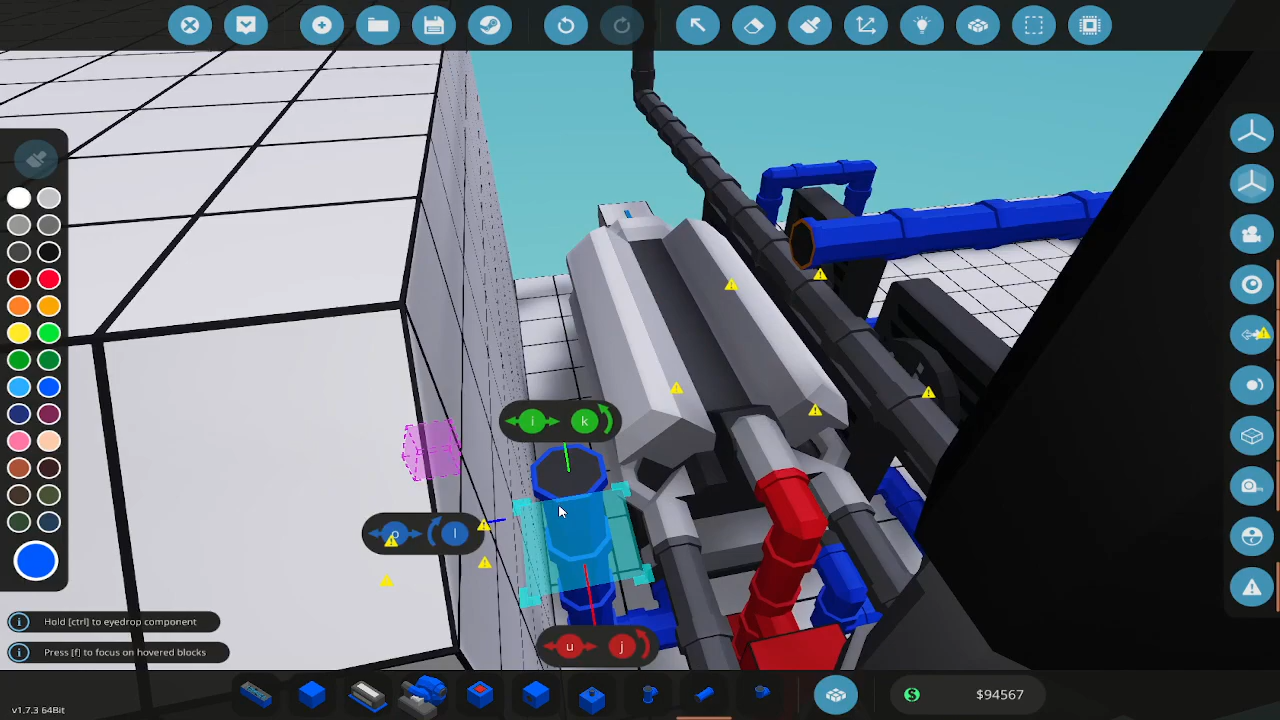 i k
o l
u j
Hold [ctrl] to eyedrop component
Press [f] to focus on hovered blocks
v1.7.3 64Bit
$ $94567